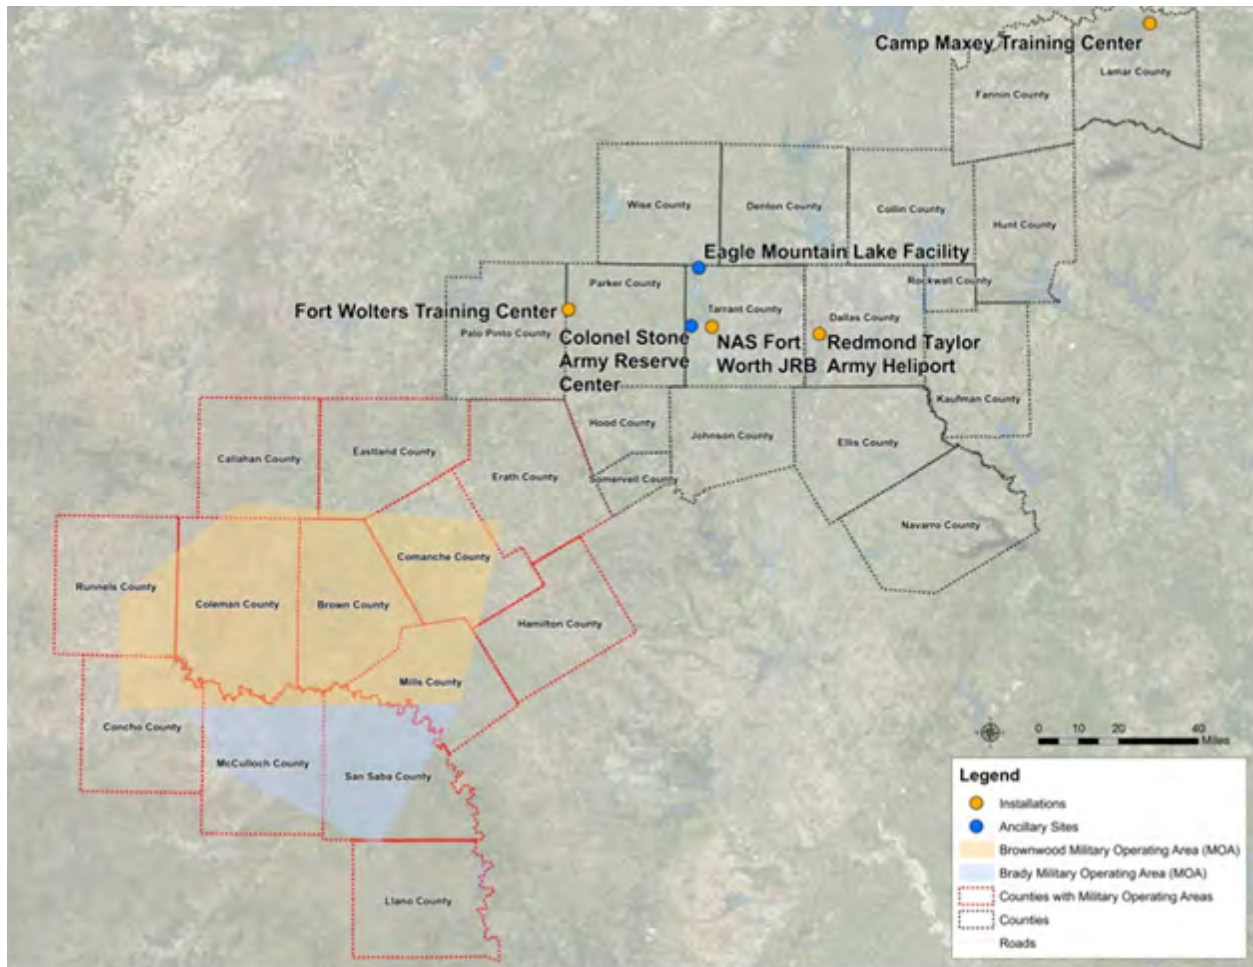 Camp Maxey Training Center
Lamar County
Fannin County
Wise County
Denton County
Collin County
Hunt County
Eagle Mountain Lake Facility
Rockwall County
Parker County
Fort Wolters Training Center
Tarrant County
Dallas County
Palo Pinto County
Colonel Stone
Army Reserve
Center
NAS Fort
Worth JRB
Redmond Taylor
Army Heliport
Kaufman County
Hood County
Johnson County
Ellis County
Callahan County
Eastland County
Erath County
Somervell County
Navarro County
Comanche County
Runnels County
Coleman County
Brown County
Hamilton County
Mills County
Concho County
McCulloch County
San Saba County
Llano County
0 5 10 20 40
Miles
Legend
Installations
Ancillary Sites
Brownwood Military Operating Area (MOA)
Brady Military Operating Area (MOA)
Counties with Military Operating Areas
Counties
Roads